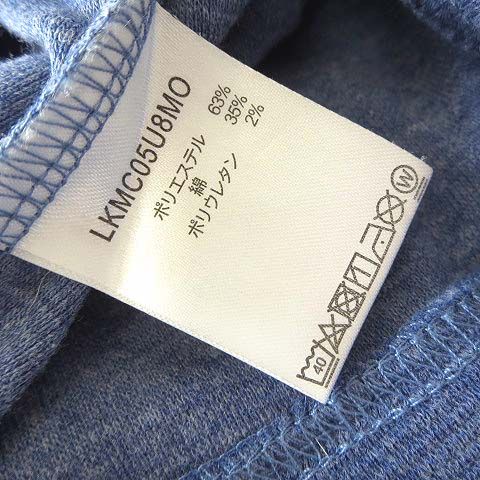 LKMC05U8MO
ポリエステル 63%
綿 35%
ポリウレタン 2%
40 W